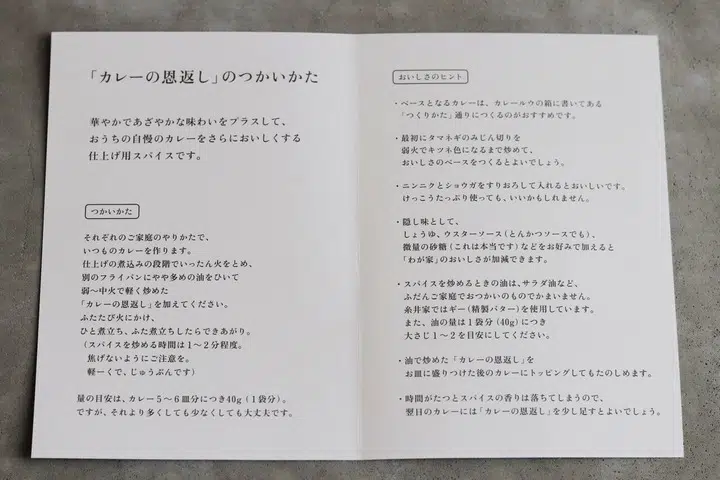 「カレーの恩返し」のつかいかた
華やかであざやかな味わいをプラスして、
おうちの自慢のカレーをさらにおいしくする
仕上げ用スパイスです。
つかいかた
それぞれのご家庭のやりかたで、
いつものカレーを作ります。
仕上げの煮込みの段階でいったん火をとめ、
別のフライパンにやや多めの油をひいて
弱〜中火で軽く炒めた
「カレーの恩返し」を加えてください。
ふたたび火にかけ、
ひと煮立ち、ふた煮立ちしたらできあがり。
(スパイスを炒める時間は1〜2分程度。
焦げないようにご注意を。
軽ーくで、じゅうぶんです)
量の目安は、カレー5〜6皿分につき40g(1袋分)。
ですが、それより多くしても少なくしても大丈夫です。
おいしさのヒント
・ベースとなるカレーは、カレールウの箱に書いてある
「つくりかた」通りにつくるのがおすすめです。
・最初にタマネギのみじん切りを
弱火でキツネ色になるまで炒めて、
おいしさのベースをつくるとよいでしょう。
・ニンニクとショウガをすりおろして入れるとおいしいです。
けっこうたっぷり使っても、いいかもしれません。
・隠し味として、
しょうゆ、ウスターソース(とんかつソースでも)、
微量の砂糖(これは本当です)などをお好みで加えると
「わが家」のおいしさが加減できます。
・スパイスを炒めるときの油は、サラダ油など、
ふだんご家庭でおつかいのものでかまいません。
糸井家ではギー(精製バター)を使用しています。
また、油の量は1袋分(40g)につき
大さじ1〜2を目安にしてください。
・油で炒めた「カレーの恩返し」を
お皿に盛りつけた後のカレーにトッピングしてもたのしめます。
・時間がたつとスパイスの香りは落ちてしまうので、
翌日のカレーには「カレーの恩返し」を少し足すとよいでしょう。